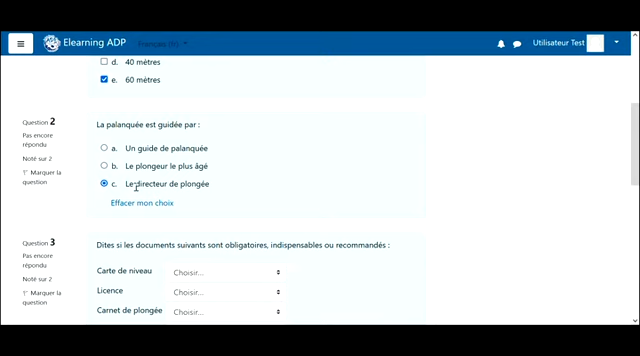 Elearning ADP
Français (fr)
Utilisateur Test
d. 40 mètres
e. 60 mètres
Question 2
Pas encore
répondu
Noté sur 2
Marquer la
question
La palanquée est guidée par :
a. Un guide de palanquée
b. Le plongeur le plus âgé
c. Le directeur de plongée
Effacer mon choix
Question 3
Pas encore
répondu
Noté sur 2
Marquer la
question
Dites si les documents suivants sont obligatoires, indispensables ou recommandés :
Carte de niveau Choisir...
Licence Choisir...
Carnet de plongée Choisir...